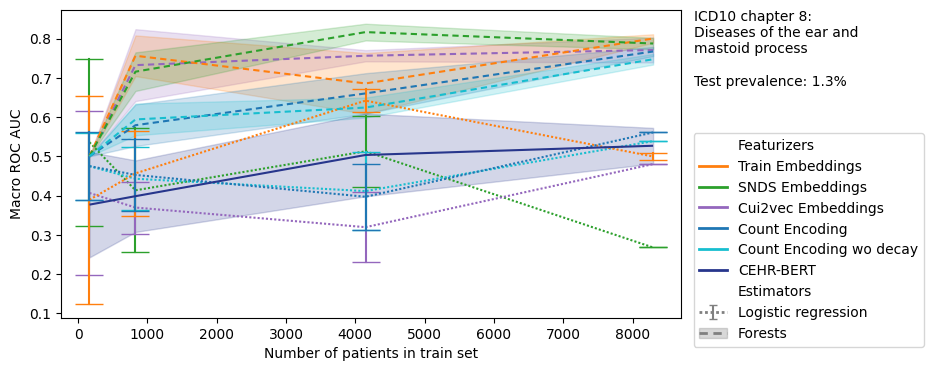 ICD10 chapter 8:
Diseases of the ear and
mastoid process
Test prevalence: 1.3%
Macro ROC AUC
0.8
0.7
0.6
0.5
0.4
0.3
0.2
0.1
0
1000
2000
3000
4000
5000
6000
7000
8000
Number of patients in train set
Featurizers
Train Embeddings
SNDS Embeddings
Cui2vec Embeddings
Count Encoding
Count Encoding wo decay
CEHR-BERT
Estimators
Logistic regression
Forests